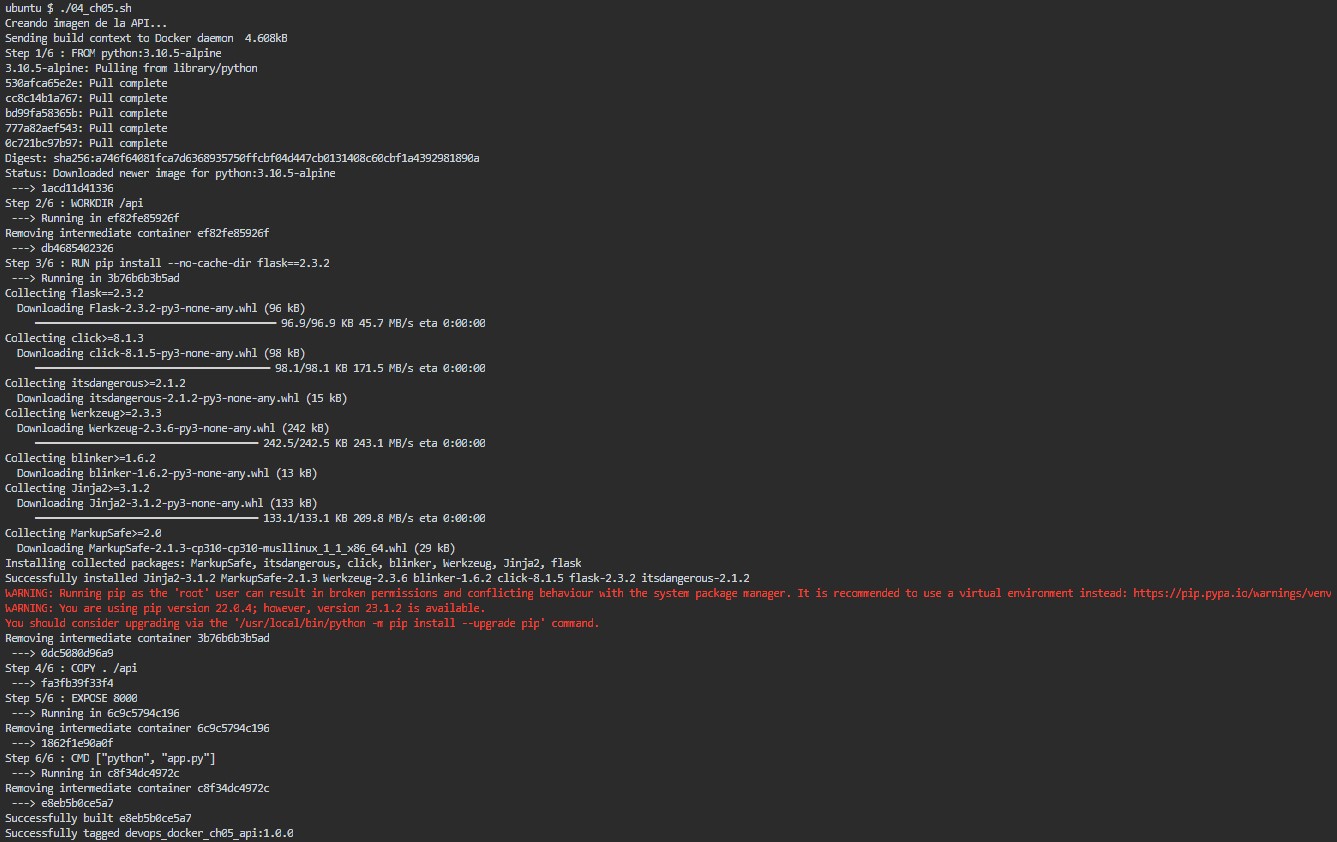 ubuntu $ ./04_ch05.sh
Creando imagen de la API...
Sending build context to Docker daemon  4.608kB
Step 1/6 : FROM python:3.10.5-alpine
3.10.5-alpine: Pulling from library/python
530afca65e2e: Pull complete
cc8c14b1a767: Pull complete
bd99fa58365b: Pull complete
777a82aef543: Pull complete
0c721bc97b97: Pull complete
Digest: sha256:a746f64081fca7d6368935750ffcbf04d447cb0131408c60cbf1a4392981890a
Status: Downloaded newer image for python:3.10.5-alpine
 ---> 1acd11d41336
Step 2/6 : WORKDIR /api
 ---> Running in ef82fe85926f
Removing intermediate container ef82fe85926f
 ---> db4685402326
Step 3/6 : RUN pip install --no-cache-dir flask==2.3.2
 ---> Running in 3b76b6b3b5ad
Collecting flask==2.3.2
  Downloading Flask-2.3.2-py3-none-any.whl (96 kB)
96.9/96.9 KB 45.7 MB/s eta 0:00:00
Collecting click>=8.1.3
  Downloading click-8.1.5-py3-none-any.whl (98 kB)
98.1/98.1 KB 171.5 MB/s eta 0:00:00
Collecting itsdangerous>=2.1.2
  Downloading itsdangerous-2.1.2-py3-none-any.whl (15 kB)
Collecting Werkzeug>=2.3.3
  Downloading Werkzeug-2.3.6-py3-none-any.whl (242 kB)
242.5/242.5 KB 243.1 MB/s eta 0:00:00
Collecting blinker>=1.6.2
  Downloading blinker-1.6.2-py3-none-any.whl (13 kB)
Collecting Jinja2>=3.1.2
  Downloading Jinja2-3.1.2-py3-none-any.whl (133 kB)
133.1/133.1 KB 209.8 MB/s eta 0:00:00
Collecting MarkupSafe>=2.0
  Downloading MarkupSafe-2.1.3-cp310-cp310-musllinux_1_1_x86_64.whl (29 kB)
Installing collected packages: MarkupSafe, itsdangerous, click, blinker, Werkzeug, Jinja2, flask
Successfully installed Jinja2-3.1.2 MarkupSafe-2.1.3 Werkzeug-2.3.6 blinker-1.6.2 click-8.1.5 flask-2.3.2 itsdangerous-2.1.2
WARNING: Running pip as the 'root' user can result in broken permissions and conflicting behaviour with the system package manager. It is recommended to use a virtual environment instead: https://pip.pypa.io/warnings/venv
WARNING: You are using pip version 22.0.4; however, version 23.1.2 is available.
You should consider upgrading via the '/usr/local/bin/python -m pip install --upgrade pip' command.
Removing intermediate container 3b76b6b3b5ad
 ---> 0dc5080d96a9
Step 4/6 : COPY . /api
 ---> fa3fb39f33f4
Step 5/6 : EXPOSE 8000
 ---> Running in 6c9c5794c196
Removing intermediate container 6c9c5794c196
 ---> 1862f1e90a0f
Step 6/6 : CMD ["python", "app.py"]
 ---> Running in c8f34dc4972c
Removing intermediate container c8f34dc4972c
 ---> e8eb5b0ce5a7
Successfully built e8eb5b0ce5a7
Successfully tagged devops_docker_ch05_api:1.0.0